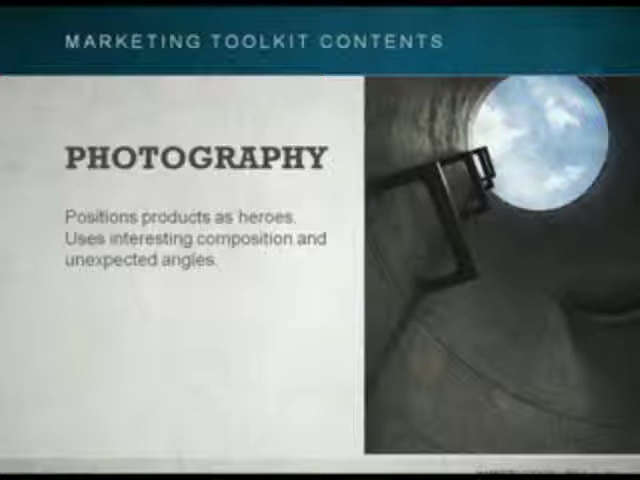 MARKETING TOOLKIT CONTENTS
PHOTOGRAPHY
Positions products as heroes.
Uses interesting composition and
unexpected angles.